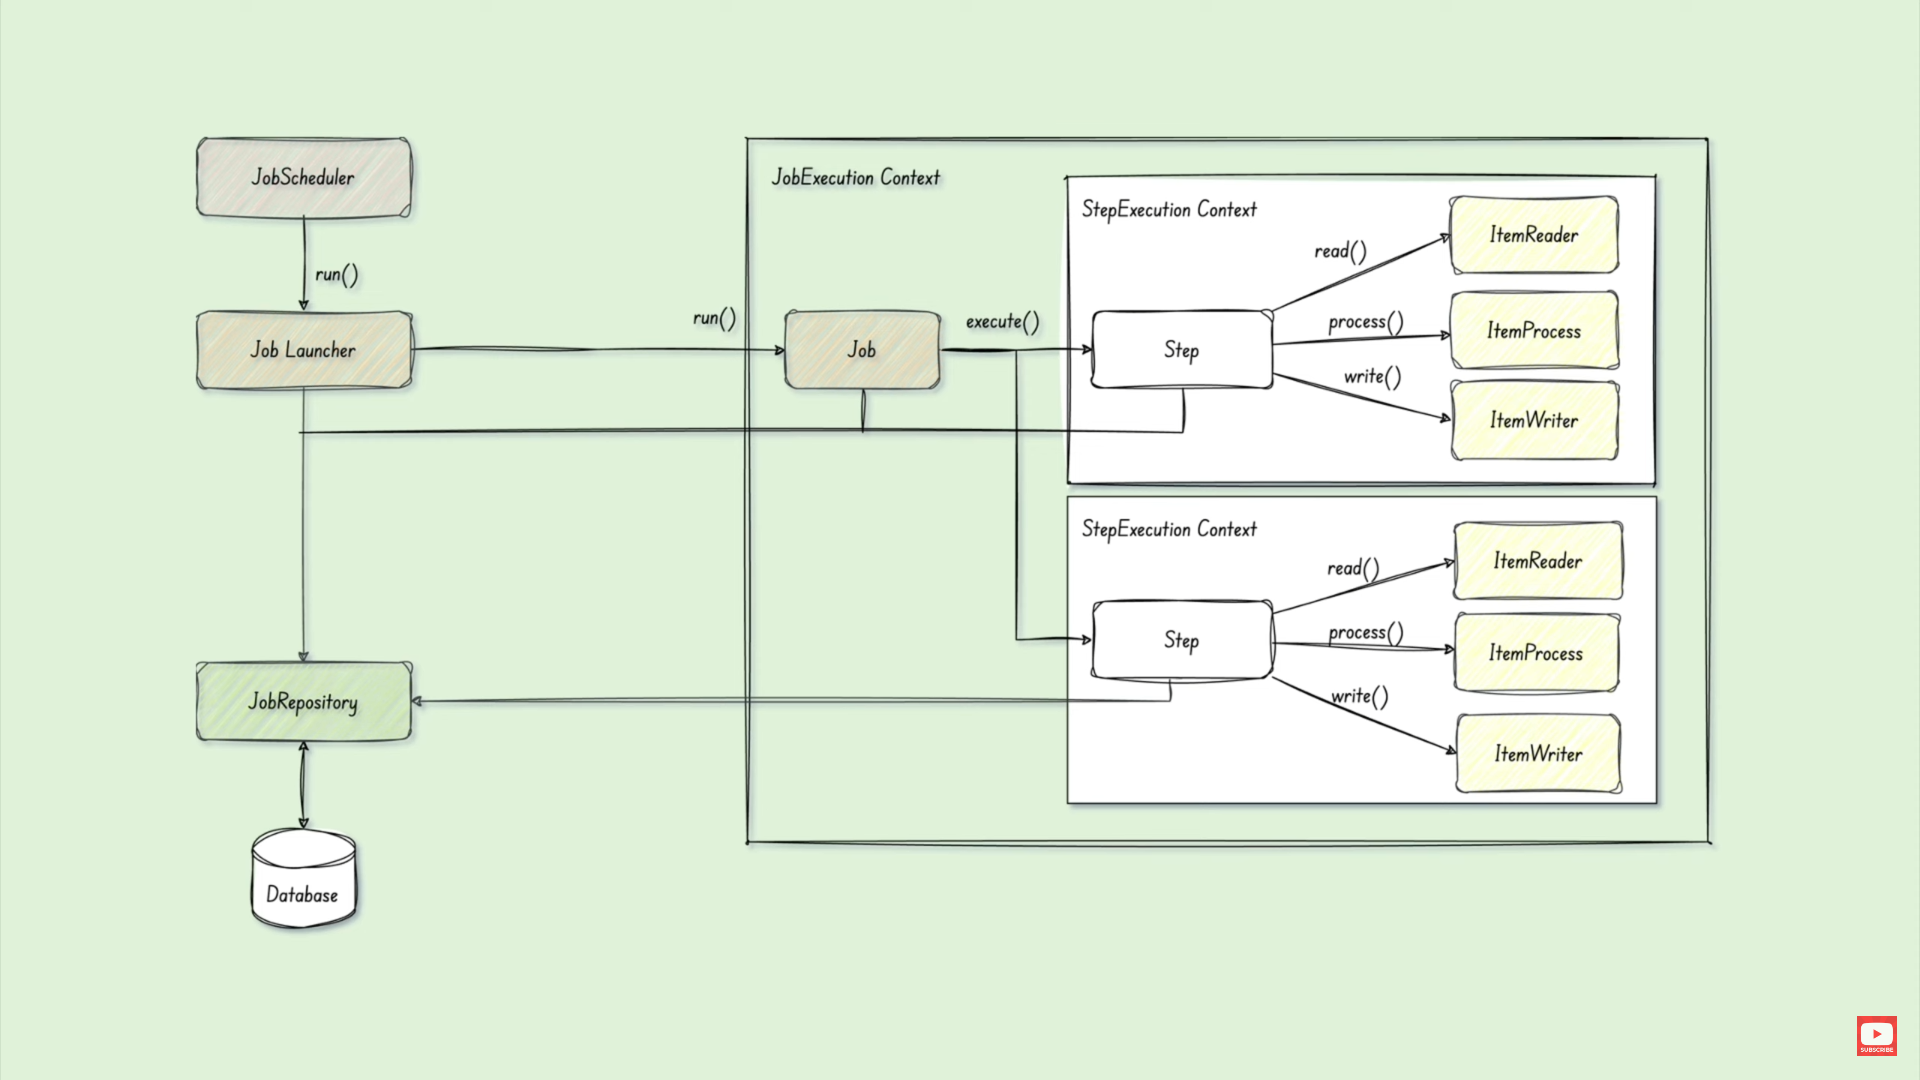 JobScheduler
JobExecution Context
StepExecution Context
ItemReader
read()
run()
run()
execute()
process()
ItemProcess
Job Launcher
Job
Step
write()
ItemWriter
StepExecution Context
ItemReader
read()
Step
process()
ItemProcess
write()
JobRepository
ItemWriter
Database
SUBSCRIBE